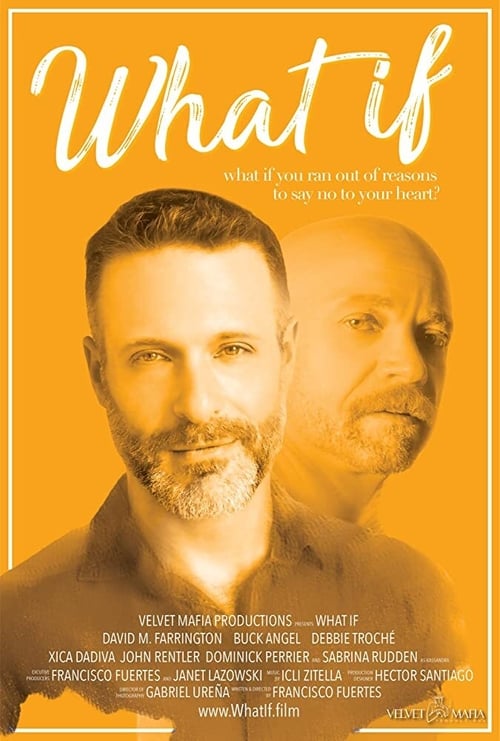 What if
what if you ran out of reasons
to say no to your heart?
VELVET MAFIA PRODUCTIONS PRESENTS WHAT IF
DAVID M. FARRINGTON BUCK ANGEL DEBBIE TROCHÉ
XICA DADIVA JOHN RENTLER DOMINICK PERRIER AND SABRINA RUDDEN
EXECUTIVE PRODUCERS FRANCISCO FUERTES AND JANET LAZOWSKI MUSIC BY ICLI ZITELLA PRODUCTION DESIGNER HECTOR SANTIAGO
DIRECTOR OF PHOTOGRAPHY GABRIEL UREÑA WRITTEN & DIRECTED BY FRANCISCO FUERTES
www.WhatIf.film
VELVET MAFIA